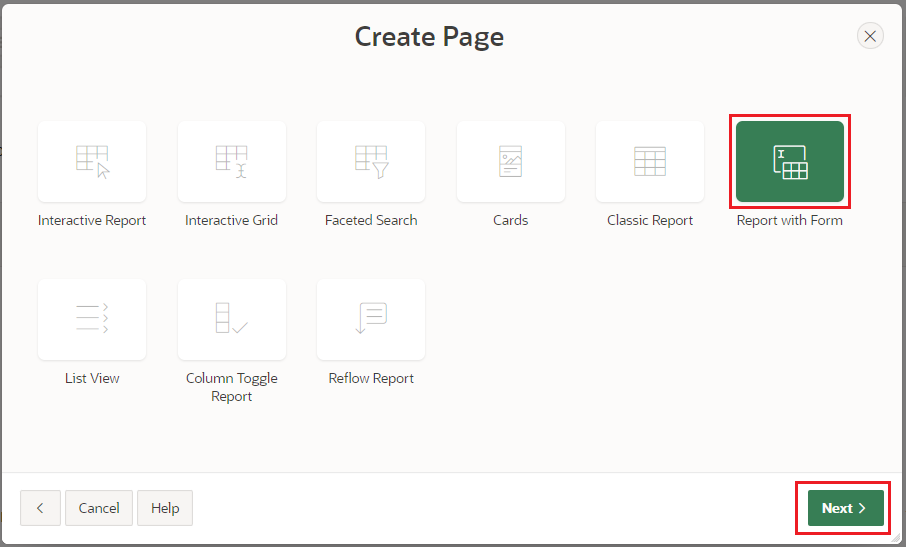 Create Page
Interactive Report
Interactive Grid
Faceted Search
Cards
Classic Report
Report with Form
List View
Column Toggle
Report
Reflow Report
Cancel
Help
Next